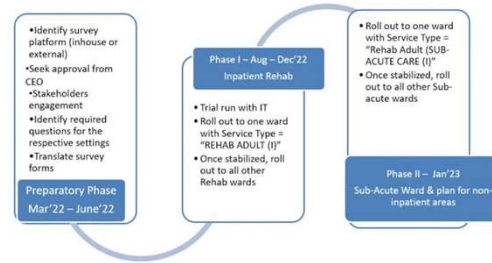 •Identify survey
platform (inhouse or
external)
•Seek approval from
CEO
•Stakeholders
engagement
•Identify required
questions for the
respective settings
•Translate survey
forms
Preparatory Phase
Mar'22 – June'22
Phase I – Aug – Dec'22
Inpatient Rehab
• Trial run with IT
• Roll out to one ward
with Service Type =
"REHAB ADULT (I)"
• Once stabilized, roll
out to all other
Rehab wards
• Roll out to one ward
with Service Type =
"Rehab Adult (SUB-
ACUTE CARE (I)"
• Once stabilized, roll
out to all other Sub-
acute wards
Phase II – Jan'23
Sub-Acute Ward & plan for non-
inpatient areas